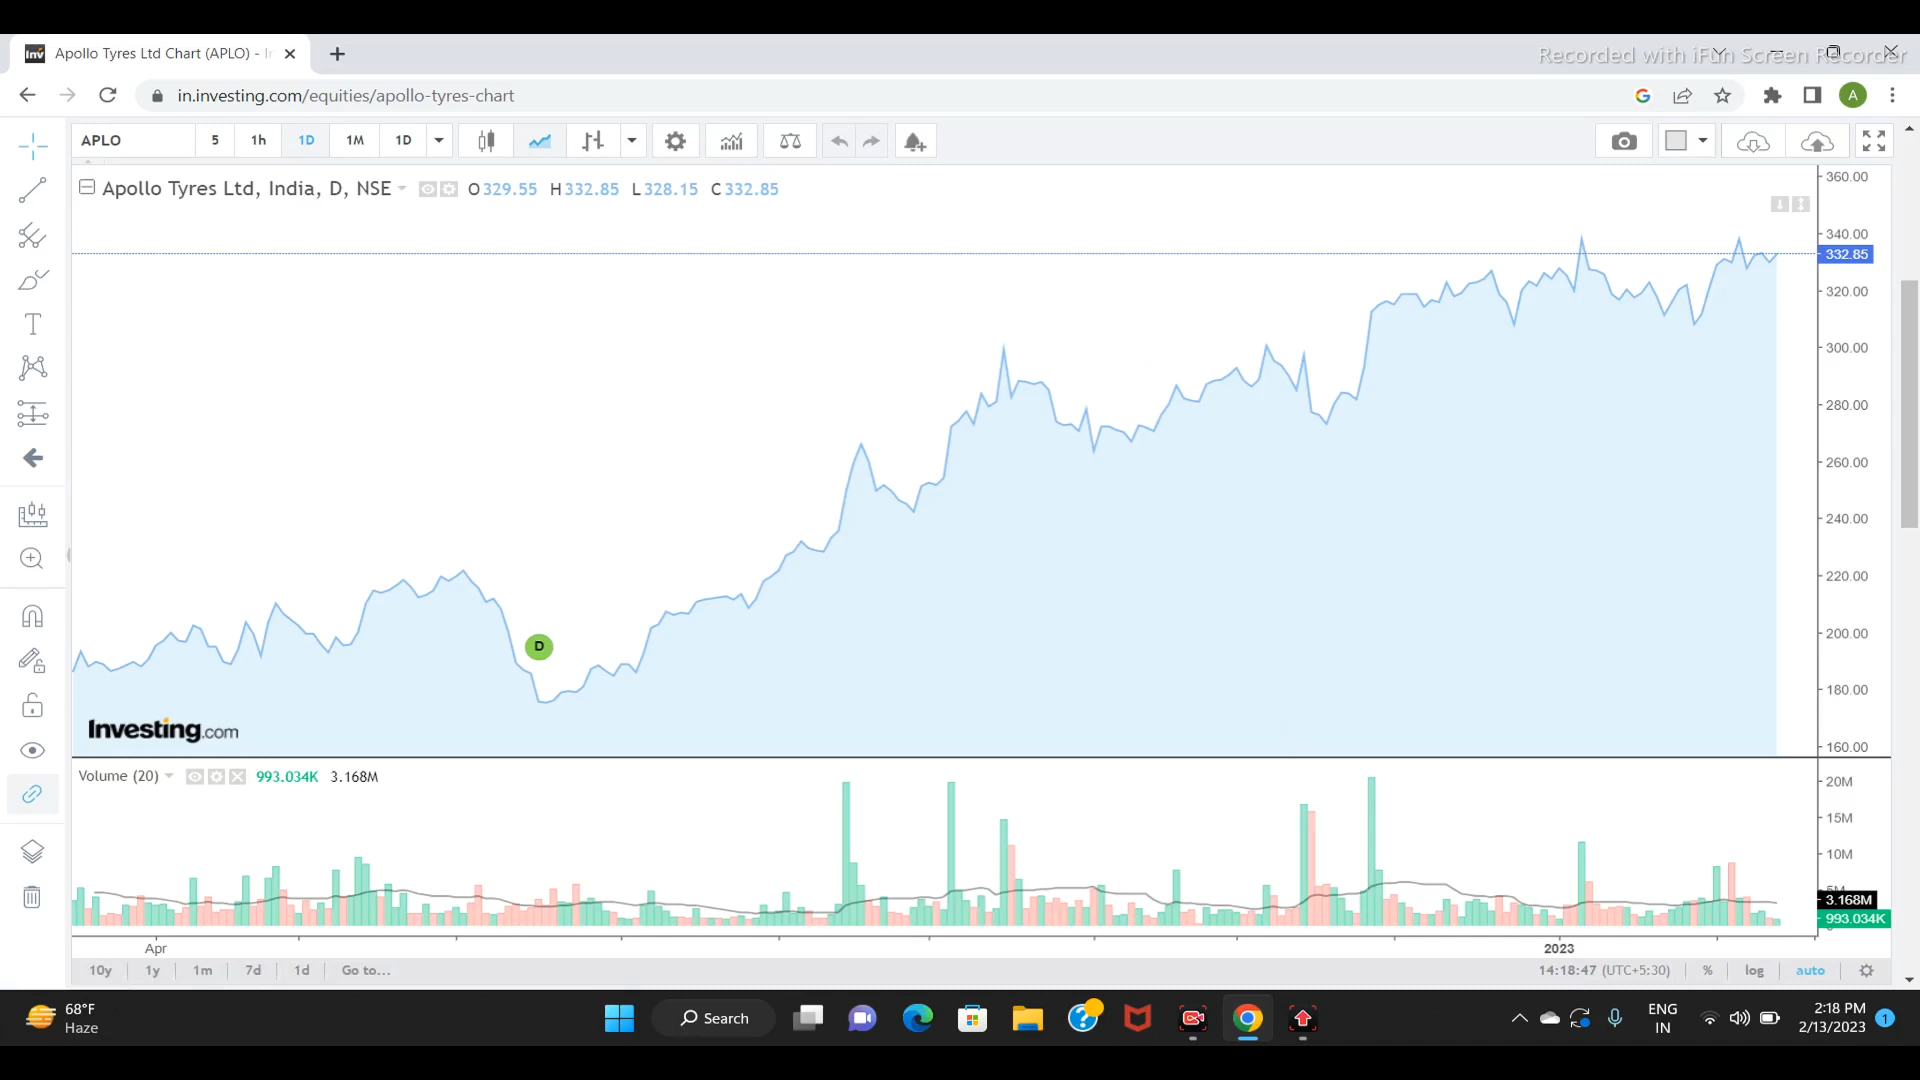 Apollo Tyres Ltd Chart (APLO) - In
Recorded with iFun Screen Recorder
in.investing.com/equities/apollo-tyres-chart
A
APLO 5 1h 1D 1M 1D
Apollo Tyres Ltd, India, D, NSE O 329.55 H 332.85 L 328.15 C 332.85
360.00
340.00
332.85
320.00
300.00
280.00
260.00
240.00
220.00
200.00
180.00
160.00
D
Investing.com
Volume (20) 993.034K 3.168M
20M
15M
10M
5M
3.168M
993.034K
0
Apr 2023
10y 1y 1m 7d 1d Go to... 14:18:47 (UTC+5:30) % log auto
68°F
Haze
Search
ENG
IN
2:18 PM
2/13/2023
1